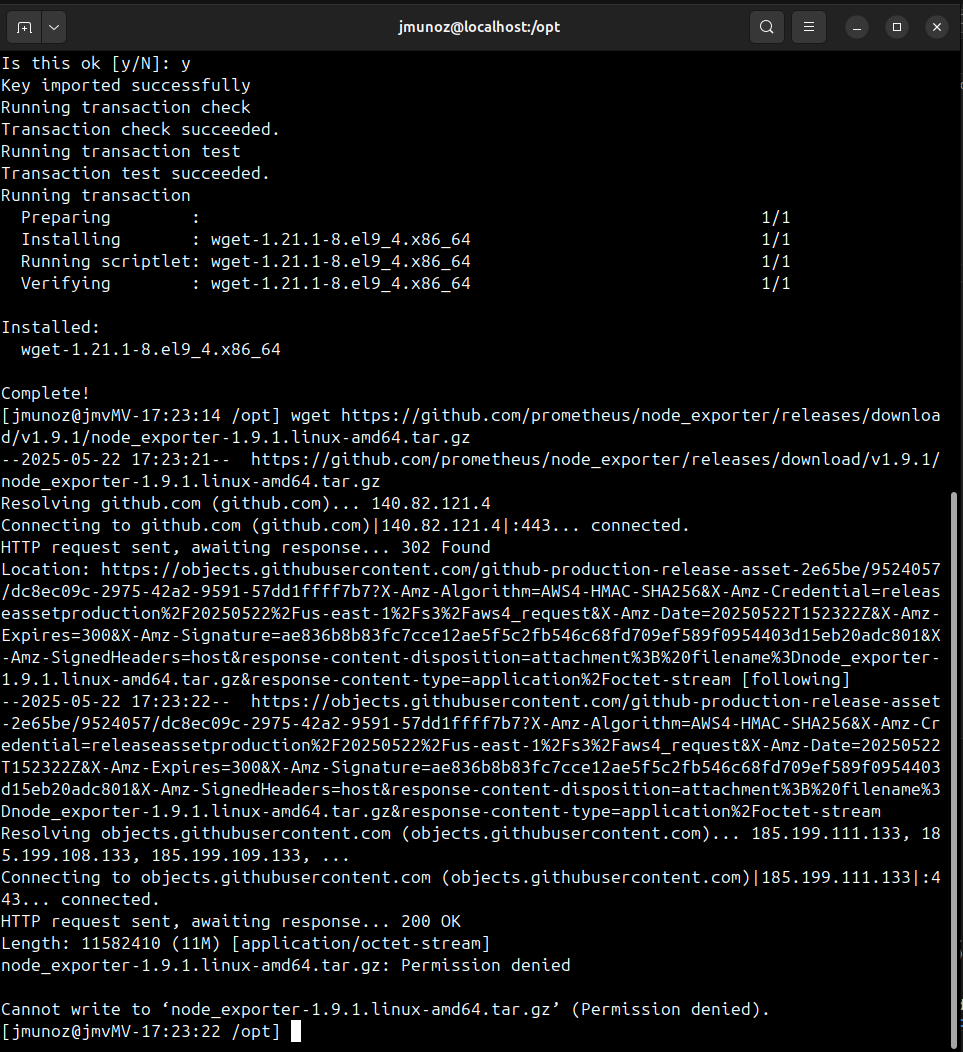 jmunoz@localhost:/opt
Is this ok [y/N]: y
Key imported successfully
Running transaction check
Transaction check succeeded.
Running transaction test
Transaction test succeeded.
Running transaction
  Preparing        :                                                        1/1
  Installing       : wget-1.21.1-8.el9_4.x86_64                             1/1
  Running scriptlet: wget-1.21.1-8.el9_4.x86_64                             1/1
  Verifying        : wget-1.21.1-8.el9_4.x86_64                             1/1
Installed:
  wget-1.21.1-8.el9_4.x86_64
Complete!
[jmunoz@jmvMV-17:23:14 /opt] wget https://github.com/prometheus/node_exporter/releases/downloa
d/v1.9.1/node_exporter-1.9.1.linux-amd64.tar.gz
--2025-05-22 17:23:21--  https://github.com/prometheus/node_exporter/releases/download/v1.9.1/
node_exporter-1.9.1.linux-amd64.tar.gz
Resolving github.com (github.com)... 140.82.121.4
Connecting to github.com (github.com)|140.82.121.4|:443... connected.
HTTP request sent, awaiting response... 302 Found
Location: https://objects.githubusercontent.com/github-production-release-asset-2e65be/9524057
/dc8ec09c-2975-42a2-9591-57dd1ffff7b7?X-Amz-Algorithm=AWS4-HMAC-SHA256&X-Amz-Credential=releas
eassetproduction%2F20250522%2Fus-east-1%2Fs3%2Faws4_request&X-Amz-Date=20250522T152322Z&X-Amz-
Expires=300&X-Amz-Signature=ae836b8b83fc7cce12ae5f5c2fb546c68fd709ef589f0954403d15eb20adc801&X
-Amz-SignedHeaders=host&response-content-disposition=attachment%3B%20filename%3Dnode_exporter-
1.9.1.linux-amd64.tar.gz&response-content-type=application%2Foctet-stream [following]
--2025-05-22 17:23:22--  https://objects.githubusercontent.com/github-production-release-asset
-2e65be/9524057/dc8ec09c-2975-42a2-9591-57dd1ffff7b7?X-Amz-Algorithm=AWS4-HMAC-SHA256&X-Amz-Cr
edential=releaseassetproduction%2F20250522%2Fus-east-1%2Fs3%2Faws4_request&X-Amz-Date=20250522
T152322Z&X-Amz-Expires=300&X-Amz-Signature=ae836b8b83fc7cce12ae5f5c2fb546c68fd709ef589f0954403
d15eb20adc801&X-Amz-SignedHeaders=host&response-content-disposition=attachment%3B%20filename%3
Dnode_exporter-1.9.1.linux-amd64.tar.gz&response-content-type=application%2Foctet-stream
Resolving objects.githubusercontent.com (objects.githubusercontent.com)... 185.199.111.133, 18
5.199.108.133, 185.199.109.133, ...
Connecting to objects.githubusercontent.com (objects.githubusercontent.com)|185.199.111.133|:4
43... connected.
HTTP request sent, awaiting response... 200 OK
Length: 11582410 (11M) [application/octet-stream]
node_exporter-1.9.1.linux-amd64.tar.gz: Permission denied
Cannot write to ‘node_exporter-1.9.1.linux-amd64.tar.gz’ (Permission denied).
[jmunoz@jmvMV-17:23:22 /opt]